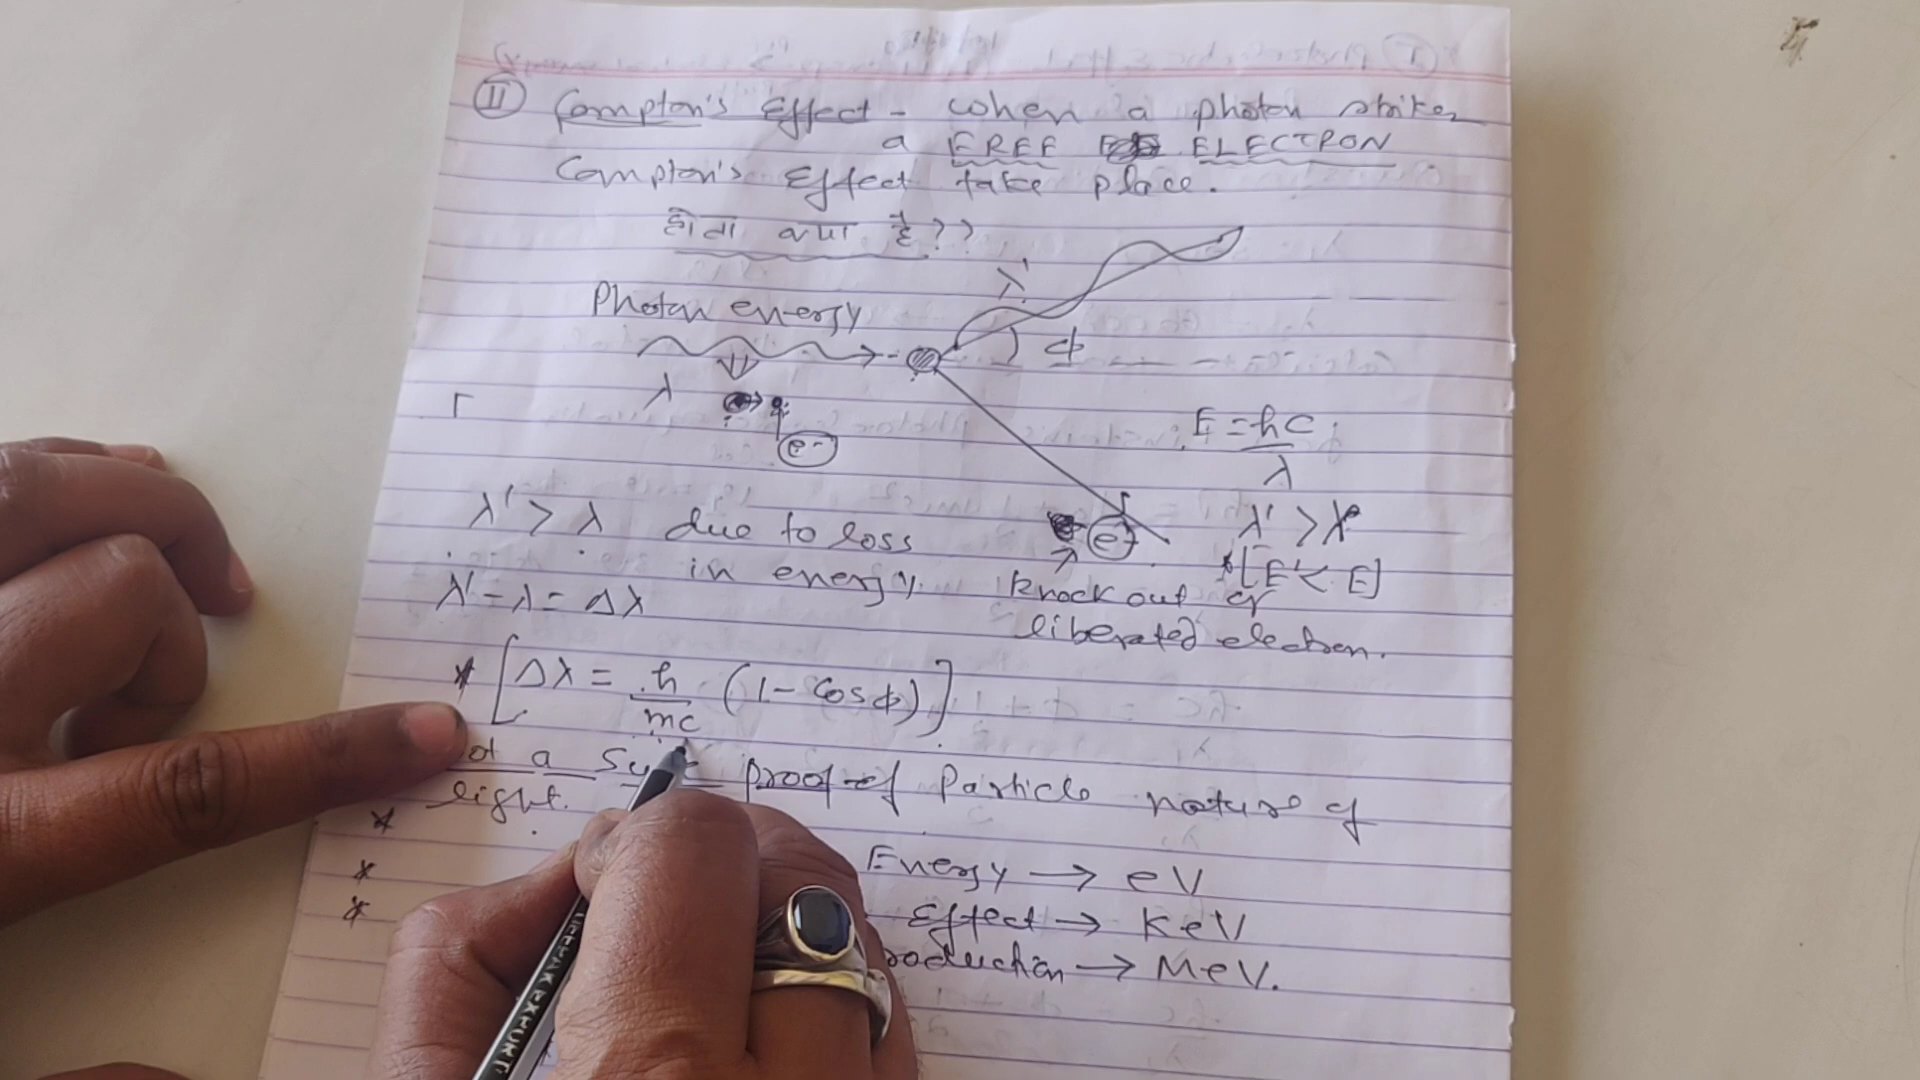 II Compton's Effect - when a photon strikes
a FREE ELECTRON
Compton's Effect take place.
होता क्या है??
Photon energy
λ'
ϕ
λ
e-
E = hc
λ
λ' > λ due to loss
in energy.
e-
λ' > λ
*[E' < E]
λ' - λ = Δλ
knock out or
liberated electron.
* [Δλ = h (1 - cosϕ)]
mc
a proof of Particle nature of
light.
*
* Energy → eV
* Effect → KeV
→ MeV.